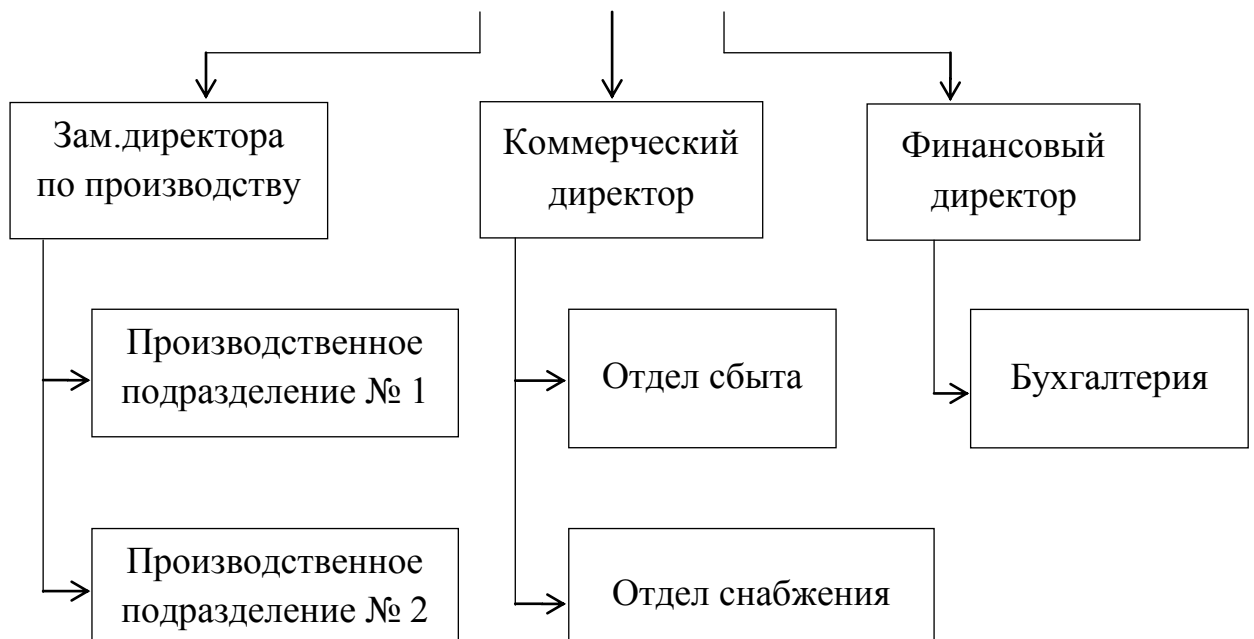 Зам.директора
по производству
Коммерческий
директор
Финансовый
директор
Производственное
подразделение № 1
Отдел сбыта
Бухгалтерия
Производственное
подразделение № 2
Отдел снабжения